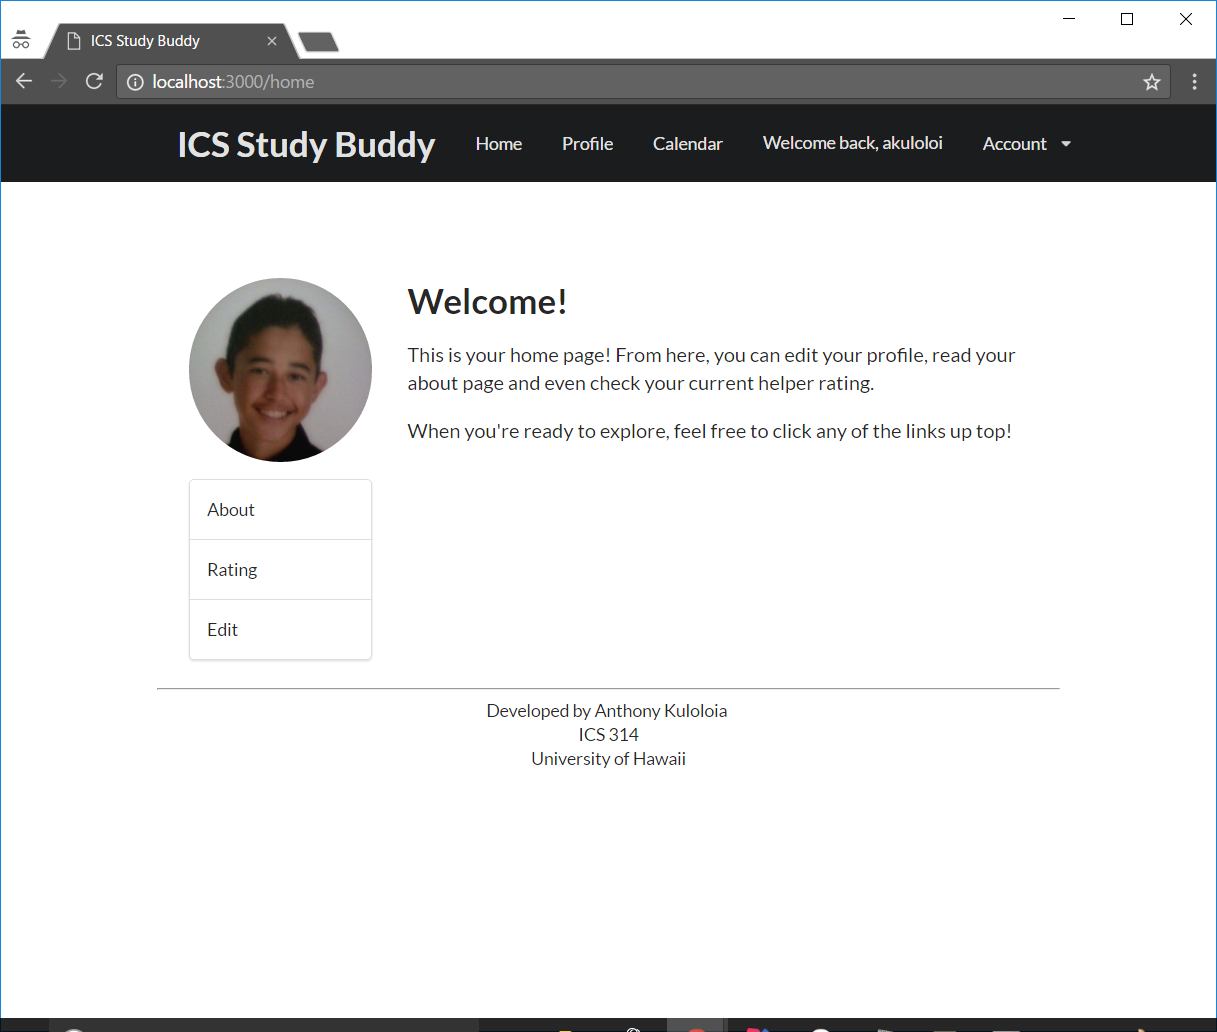 ICS Study Buddy
localhost:3000/home
ICS Study Buddy Home Profile Calendar Welcome back, akuloloi Account
Welcome!
This is your home page! From here, you can edit your profile, read your
about page and even check your current helper rating.
When you're ready to explore, feel free to click any of the links up top!
About
Rating
Edit
Developed by Anthony Kuloloia
ICS 314
University of Hawaii